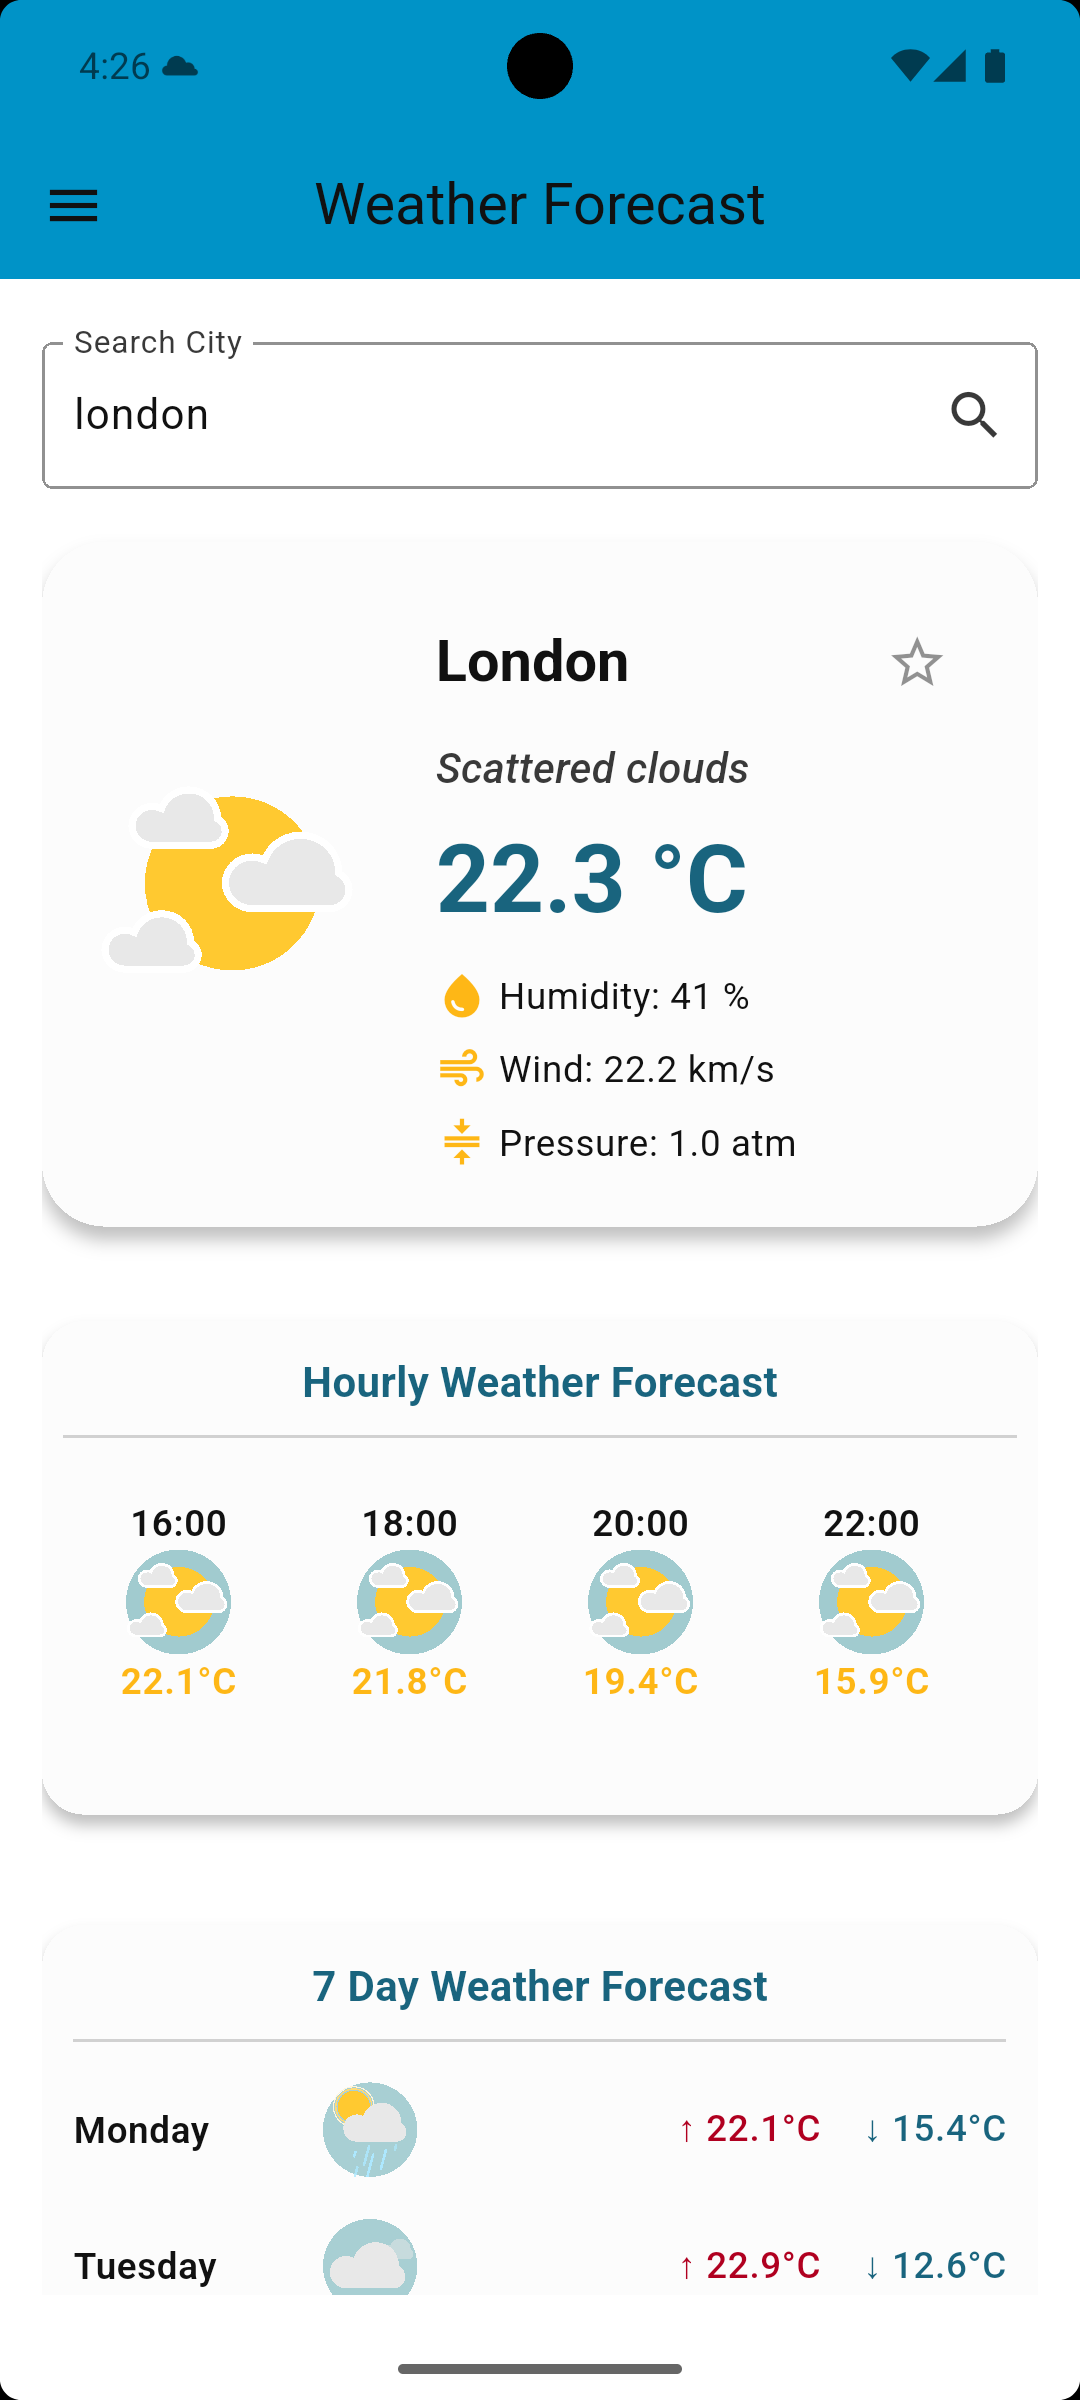 4:26
Weather Forecast
Search City
london
London
Scattered clouds
22.3 °C
Humidity: 41 %
Wind: 22.2 km/s
Pressure: 1.0 atm
Hourly Weather Forecast
16:00 18:00 20:00 22:00
22.1°C 21.8°C 19.4°C 15.9°C
7 Day Weather Forecast
Monday ↑ 22.1°C ↓ 15.4°C
Tuesday ↑ 22.9°C ↓ 12.6°C